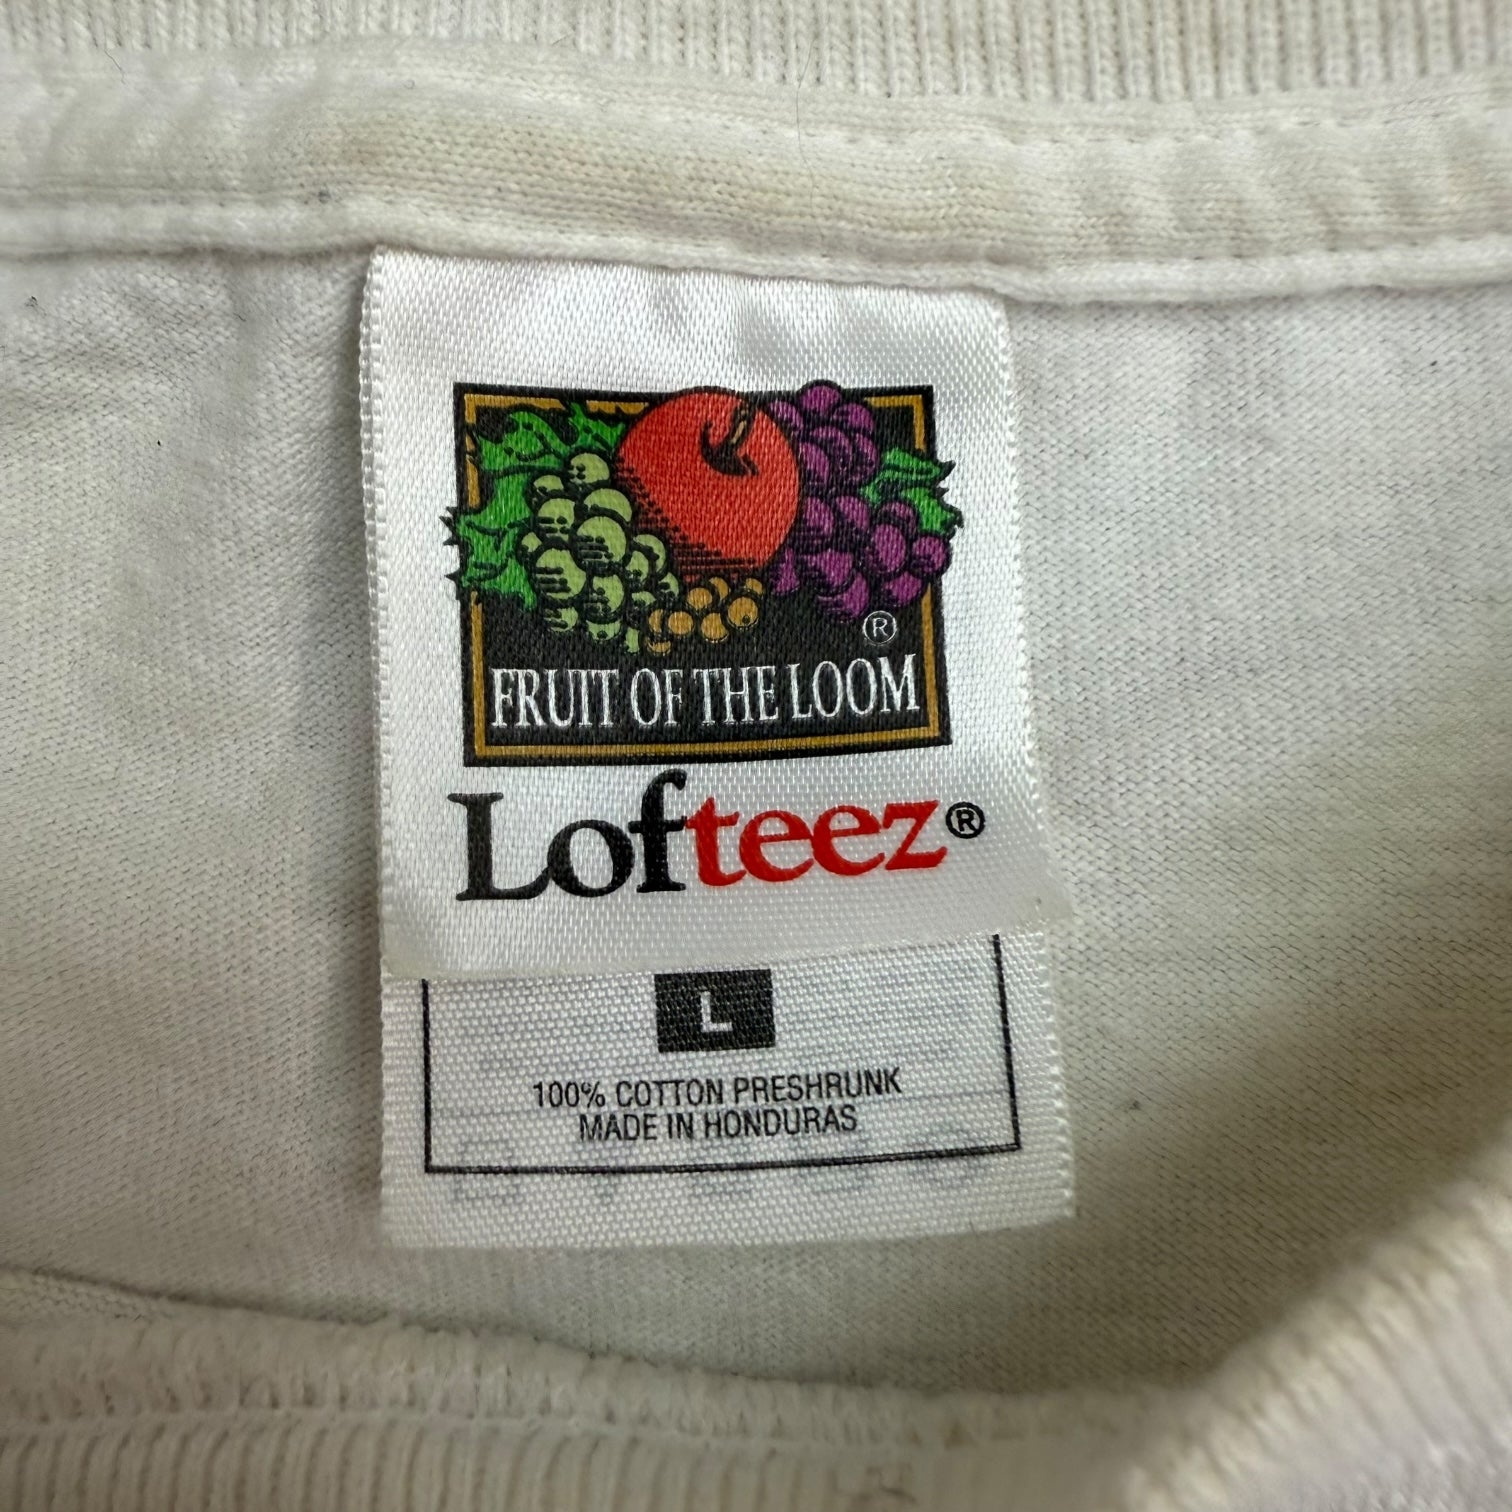 ®
FRUIT OF THE LOOM
Lofteez®
L
100% COTTON PRESHRUNK
MADE IN HONDURAS